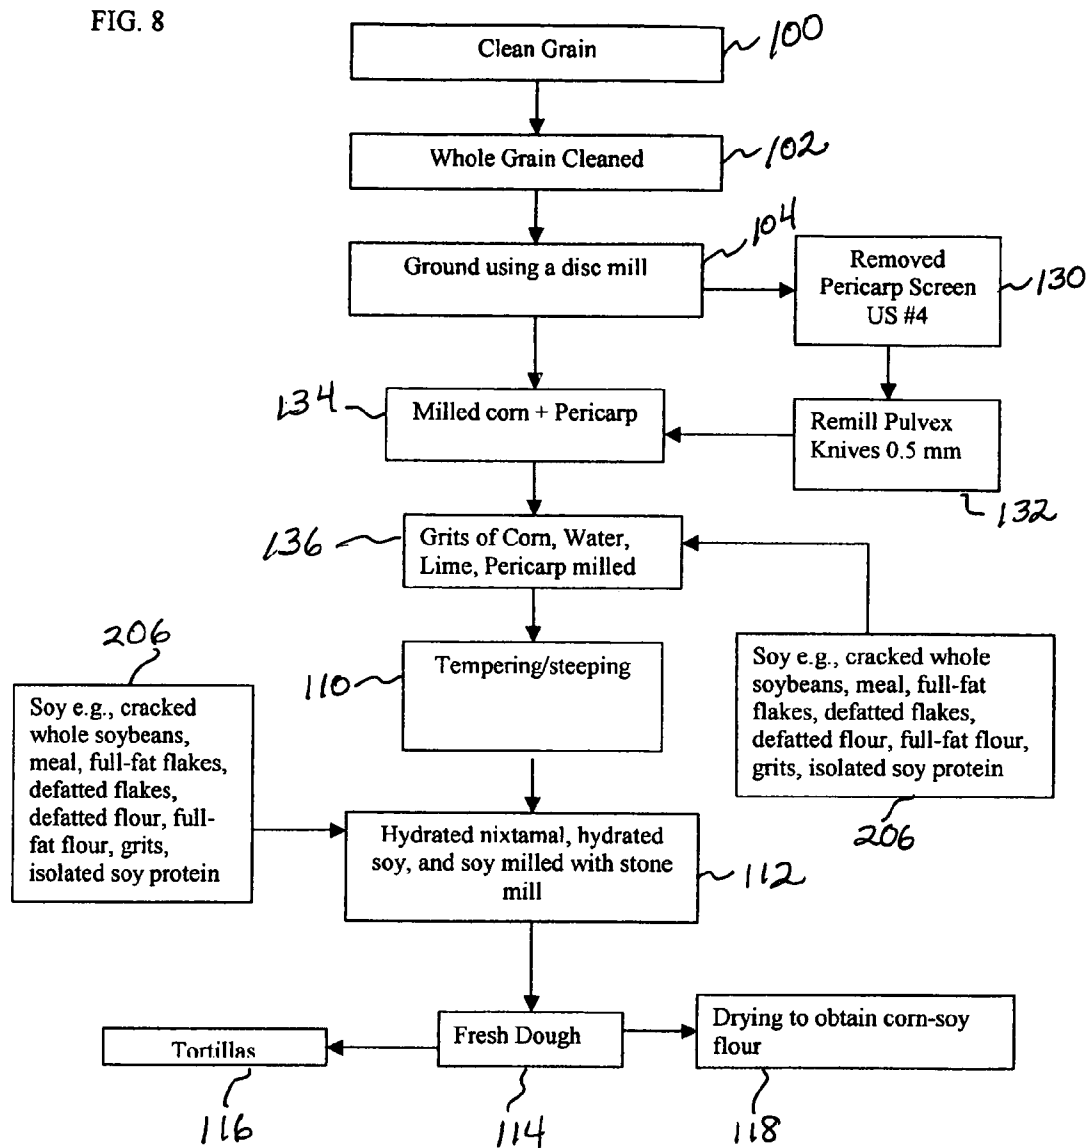 FIG. 8
Clean Grain
100
Whole Grain Cleaned
102
Ground using a disc mill
104
Removed
Pericarp Screen
US #4
130
134
Milled corn + Pericarp
Remill Pulvex
Knives 0.5 mm
132
136
Grits of Corn, Water,
Lime, Pericarp milled
206
110
Tempering/steeping
Soy e.g., cracked
whole soybeans,
meal, full-fat flakes,
defatted flakes,
defatted flour, full-
fat flour, grits,
isolated soy protein
Soy e.g., cracked whole
soybeans, meal, full-fat
flakes, defatted flakes,
defatted flour, full-fat flour,
grits, isolated soy protein
206
Hydrated nixtamal, hydrated
soy, and soy milled with stone
mill
112
Tortillas
116
Fresh Dough
114
Drying to obtain corn-soy
flour
118